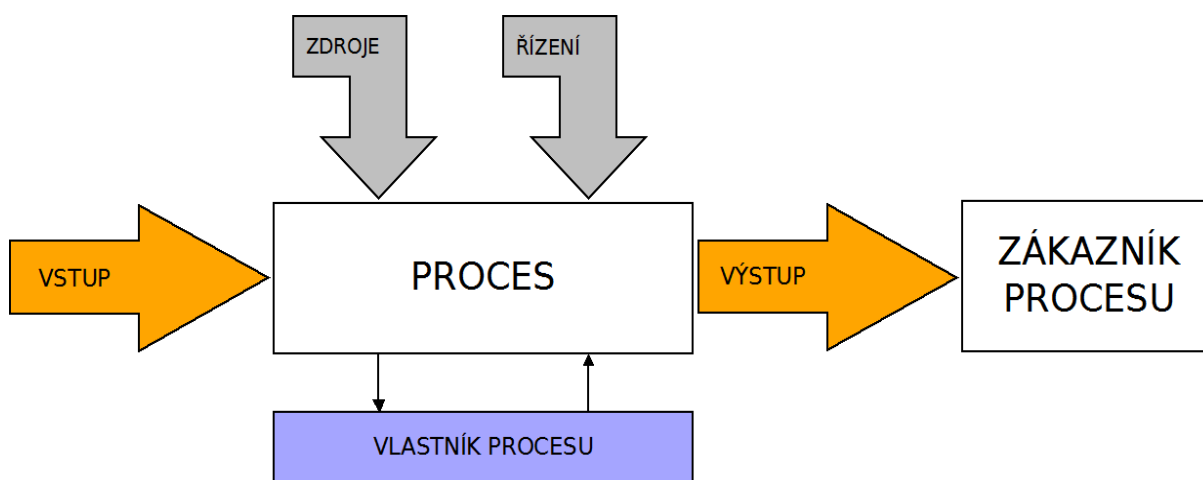 ZDROJE
ŘÍZENÍ
VSTUP
PROCES
VÝSTUP
ZÁKAZNÍK
PROCESU
VLASTNÍK PROCESU